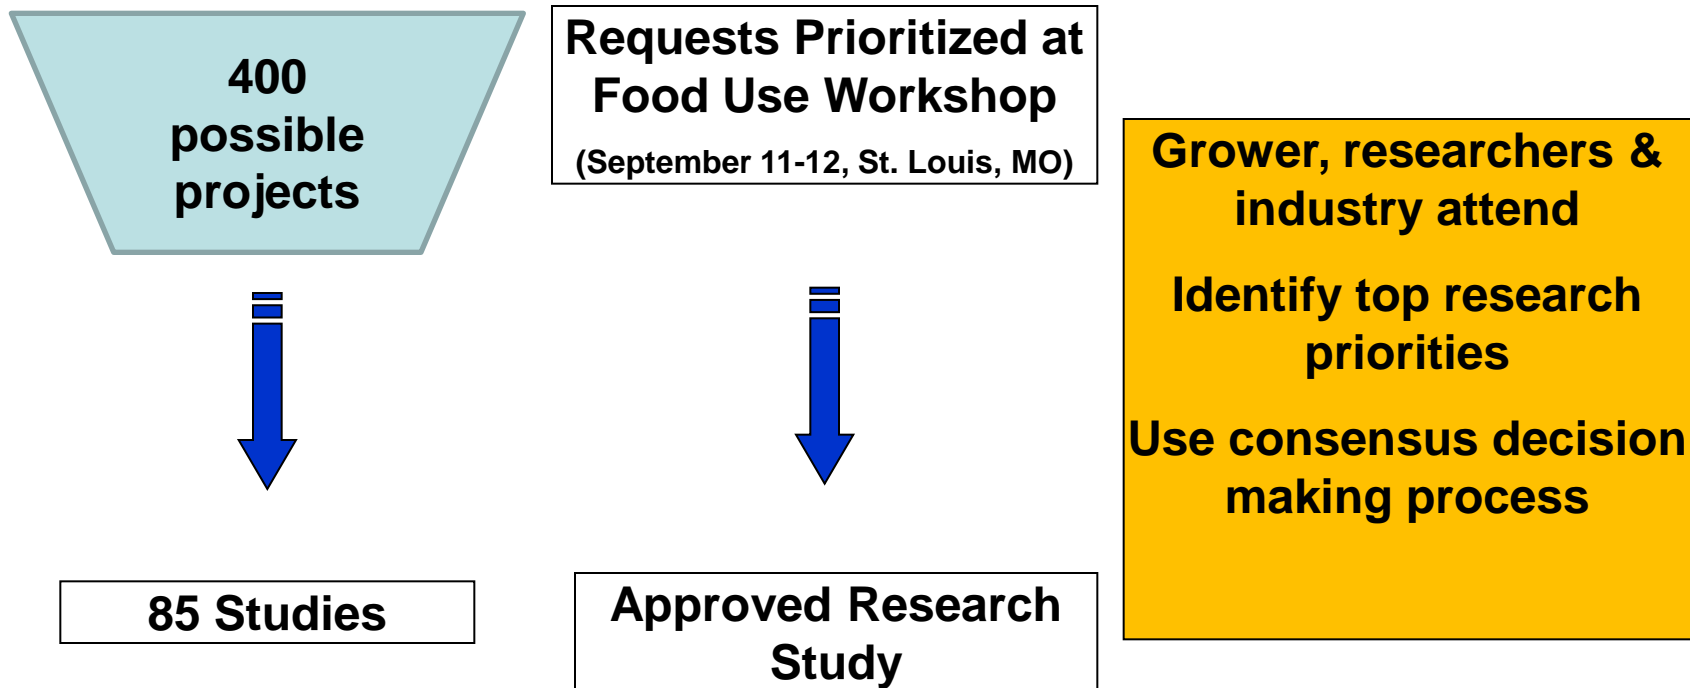 400
possible
projects
Requests Prioritized at
Food Use Workshop
(September 11-12, St. Louis, MO)
Grower, researchers &
industry attend
Identify top research
priorities
Use consensus decision
making process
85 Studies
Approved Research
Study